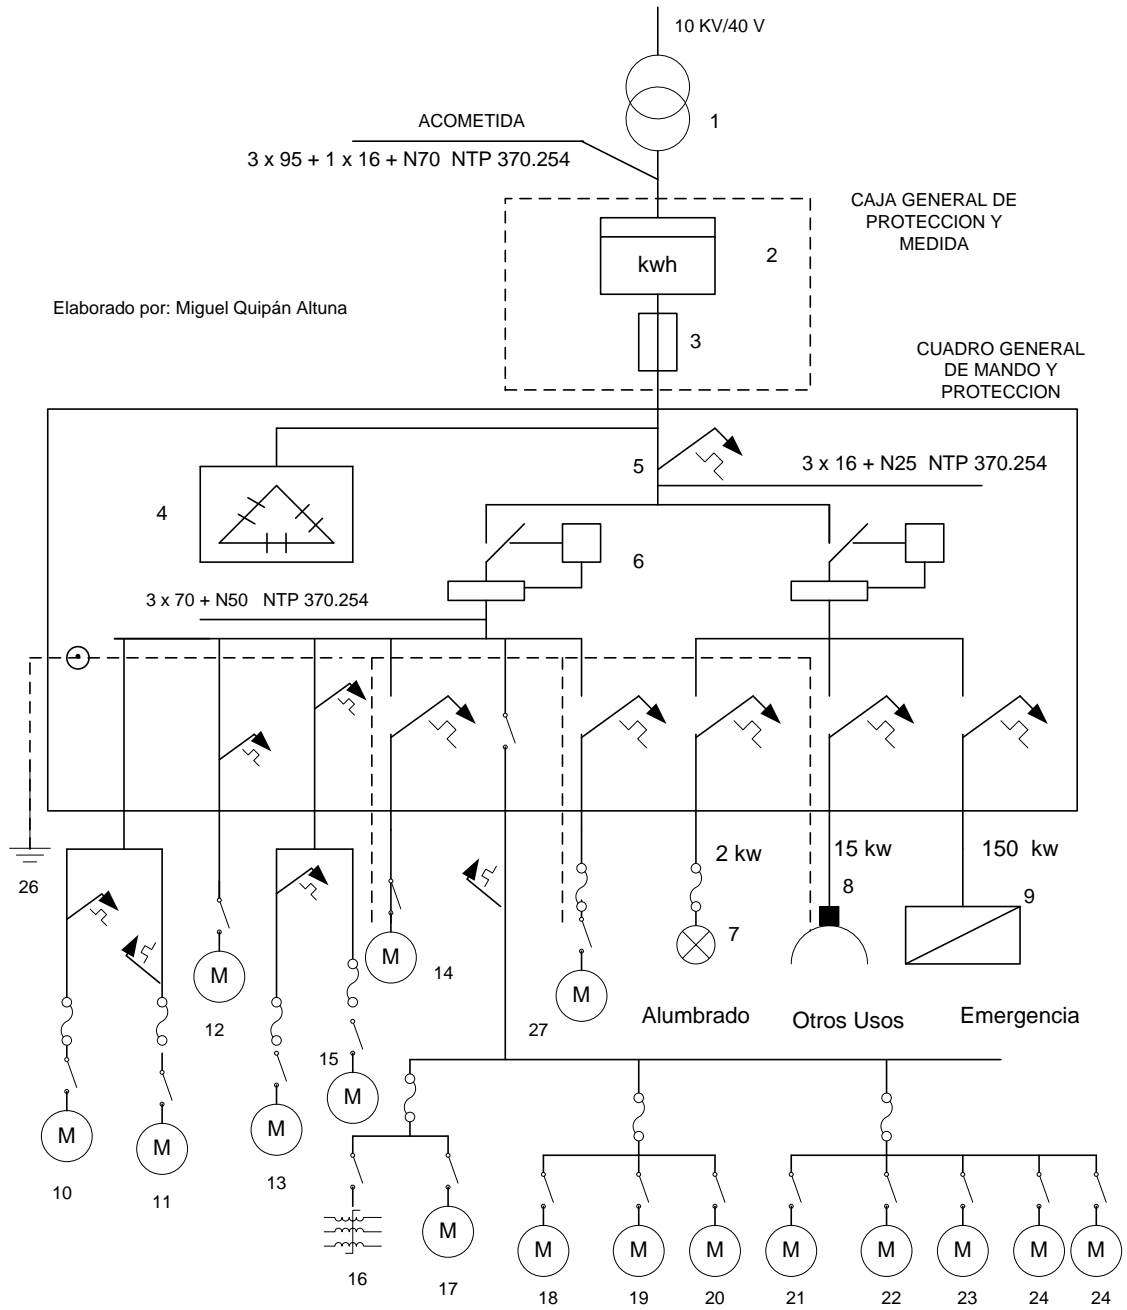 10 KV/40 V
1
ACOMETIDA
3 x 95 + 1 x 16 + N70 NTP 370.254
CAJA GENERAL DE
PROTECCION Y
MEDIDA
kwh
2
Elaborado por: Miguel Quipán Altuna
3
CUADRO GENERAL
DE MANDO Y
PROTECCION
5
3 x 16 + N25 NTP 370.254
4
6
3 x 70 + N50 NTP 370.254
2 kw
15 kw
150 kw
26
8
9
7
M
M
M
14
12
27
Alumbrado
Otros Usos
Emergencia
15
M
M
M
M
10
11
13
M
16
17
M
M
M
M
M
M
M
M
18
19
20
21
22
23
24
24